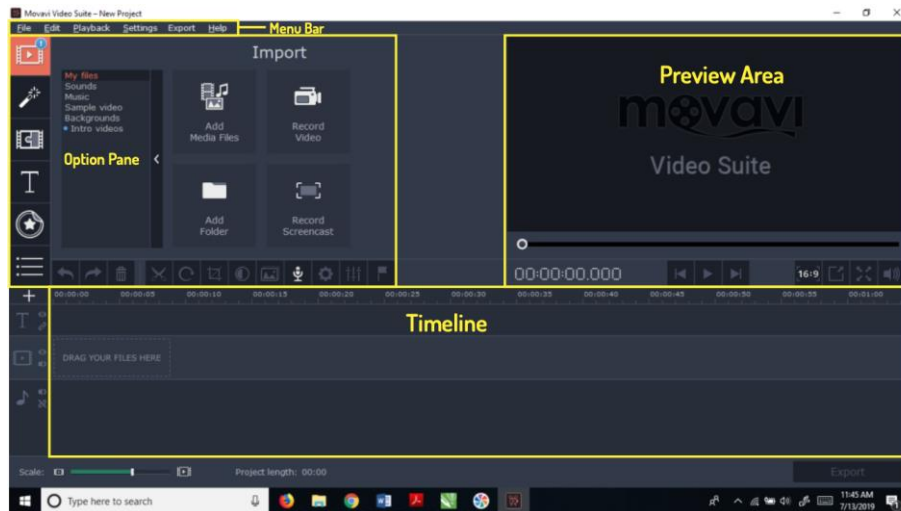 Movavi Video Suite – New Project
File Edit Playback Settings Export Help
Menu Bar
Import
My files
Sounds
Music
Sample video
Backgrounds
Intro videos
Option Pane
Add
Media Files
Record
Video
Add
Folder
Record
Screencast
Preview Area
movavi
Video Suite
00:00:00.000
16:9
00:00:00 00:00:05 00:00:10 00:00:15 00:00:20 00:00:25 00:00:30 00:00:35 00:00:40 00:00:45 00:00:50 00:00:55 00:01:00
Timeline
DRAG YOUR FILES HERE
Scale:
Project length: 00:00
Export
Type here to search
11:45 AM
7/13/2019